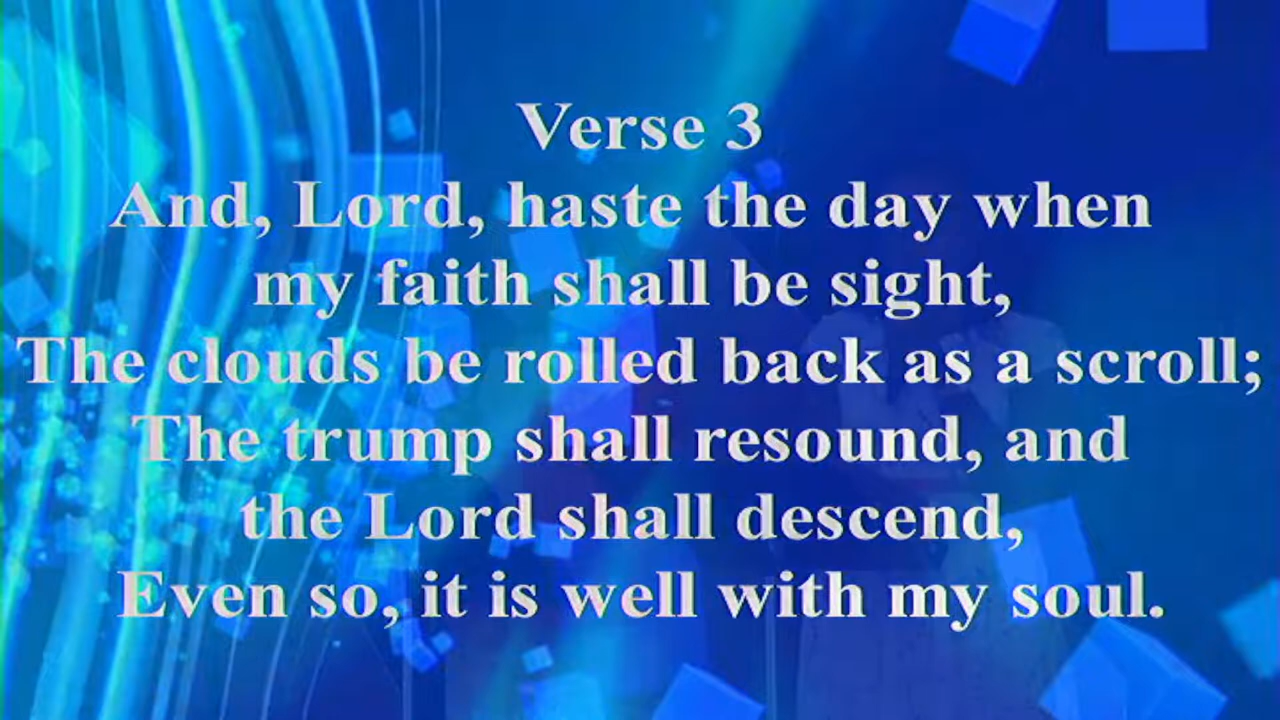 Verse 3
And, Lord, haste the day when
my faith shall be sight,
The clouds be rolled back as a scroll;
The trump shall resound, and
the Lord shall descend,
Even so, it is well with my soul.